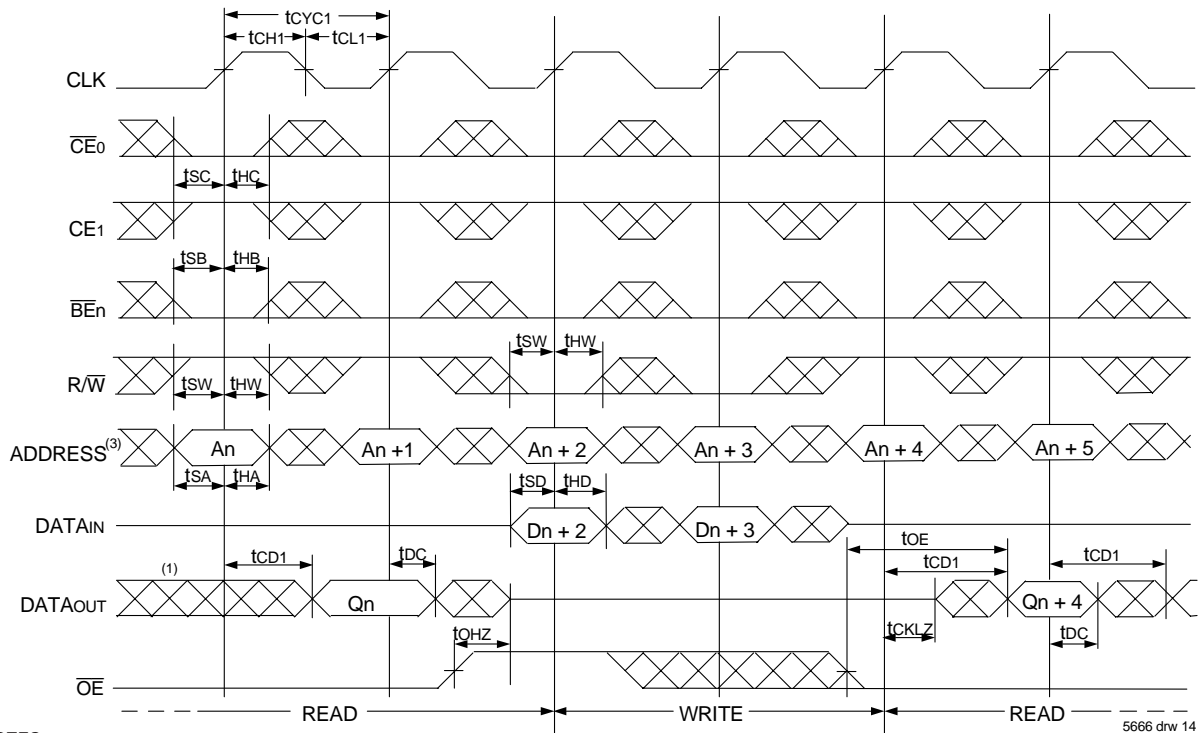 tCYC1
tCH1 tCL1
CLK
CE0
tSC tHC
CE1
tSB tHB
BEn
tSW tHW
R/W
tSW tHW
ADDRESS(3) An An +1 An + 2 An + 3 An + 4 An + 5
tSA tHA tSD tHD
DATAIN Dn + 2 Dn + 3
tOE
(1) tCD1 tDC tCD1 tCD1
DATAOUT Qn Qn + 4
tOHZ tCKLZ tDC
OE
READ WRITE READ
5666 drw 14